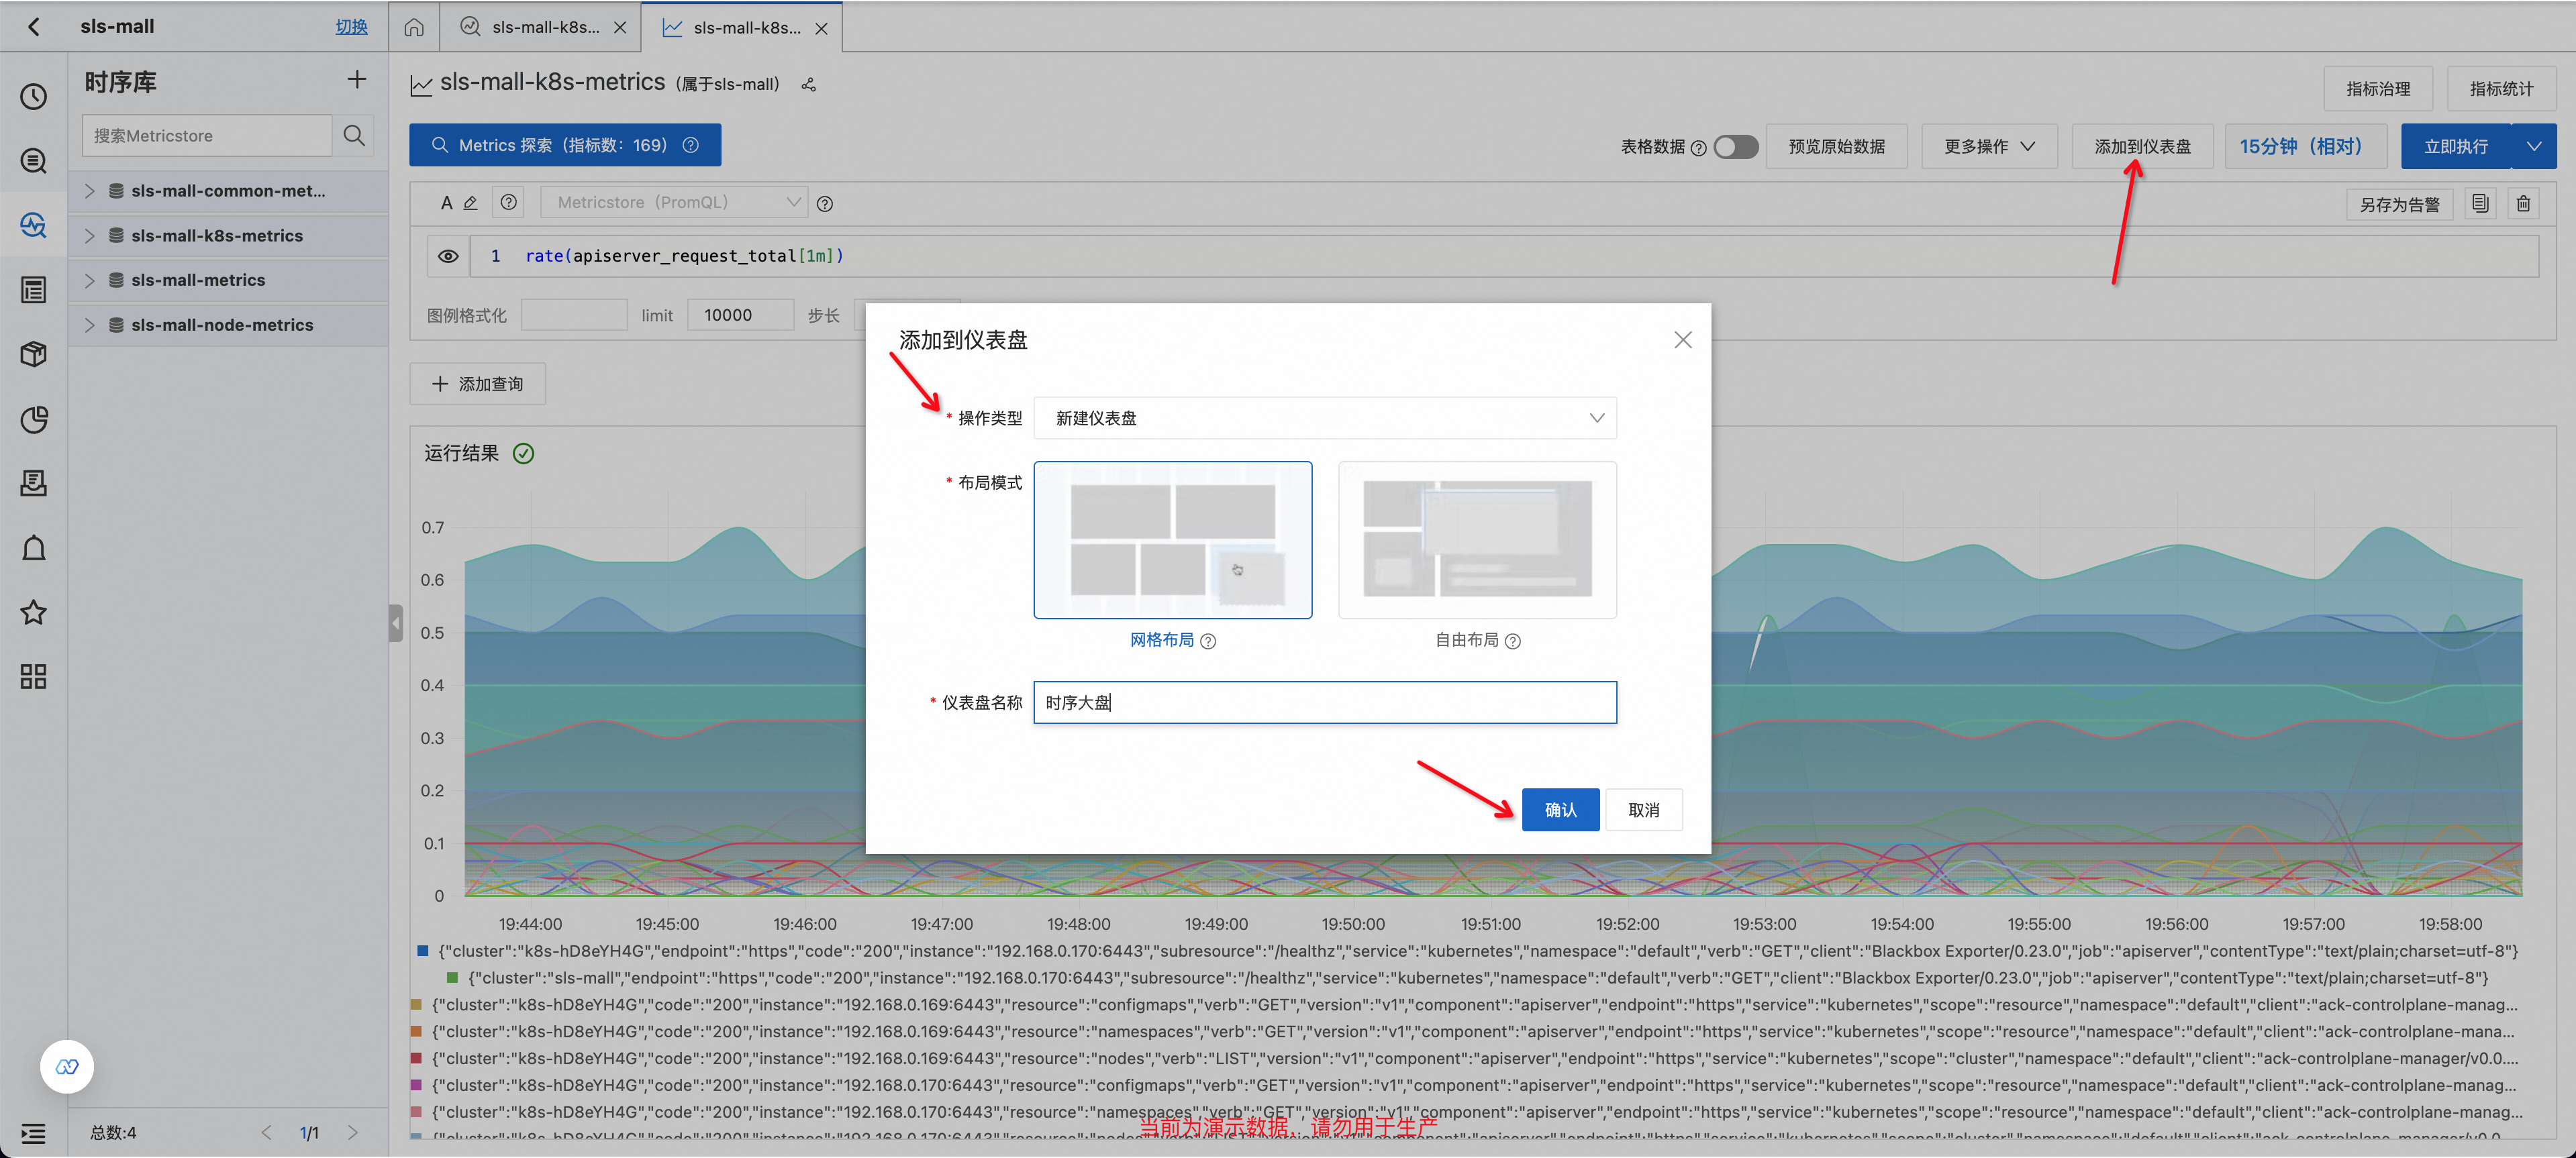 sls-mall 切换
sls-mall-k8s...
sls-mall-k8s...
时序库
搜索Metricstore
sls-mall-common-met...
sls-mall-k8s-metrics
sls-mall-metrics
sls-mall-node-metrics
总数:4 1/1
sls-mall-k8s-metrics (属于sls-mall)
指标治理 指标统计
Metrics 探索（指标数：169）
表格数据 预览原始数据 更多操作 添加到仪表盘 15分钟（相对） 立即执行
A Metricstore（PromQL） 另存为告警
1 rate(apiserver_request_total[1m])
图例格式化 limit 10000 步长
添加查询
运行结果
添加到仪表盘
* 操作类型 新建仪表盘
* 布局模式
网格布局 自由布局
* 仪表盘名称 时序大盘
确认 取消
0.7
0.6
0.5
0.4
0.3
0.2
0.1
0
19:44:00 19:45:00 19:46:00 19:47:00 19:48:00 19:49:00 19:50:00 19:51:00 19:52:00 19:53:00 19:54:00 19:55:00 19:56:00 19:57:00 19:58:00
{"cluster":"k8s-hD8eYH4G","endpoint":"https","code":"200","instance":"192.168.0.170:6443","subresource":"/healthz","service":"kubernetes","namespace":"default","verb":"GET","client":"Blackbox Exporter/0.23.0","job":"apiserver","contentType":"text/plain;charset=utf-8"}
{"cluster":"sls-mall","endpoint":"https","code":"200","instance":"192.168.0.170:6443","subresource":"/healthz","service":"kubernetes","namespace":"default","verb":"GET","client":"Blackbox Exporter/0.23.0","job":"apiserver","contentType":"text/plain;charset=utf-8"}
{"cluster":"k8s-hD8eYH4G","code":"200","instance":"192.168.0.169:6443","resource":"configmaps","verb":"GET","version":"v1","component":"apiserver","endpoint":"https","service":"kubernetes","scope":"resource","namespace":"default","client":"ack-controlplane-manag...
{"cluster":"k8s-hD8eYH4G","code":"200","instance":"192.168.0.169:6443","resource":"namespaces","verb":"GET","version":"v1","component":"apiserver","endpoint":"https","service":"kubernetes","scope":"resource","namespace":"default","client":"ack-controlplane-mana...
{"cluster":"k8s-hD8eYH4G","code":"200","instance":"192.168.0.169:6443","resource":"nodes","verb":"LIST","version":"v1","component":"apiserver","endpoint":"https","service":"kubernetes","scope":"cluster","namespace":"default","client":"ack-controlplane-manager/v0.0....
{"cluster":"k8s-hD8eYH4G","code":"200","instance":"192.168.0.170:6443","resource":"configmaps","verb":"GET","version":"v1","component":"apiserver","endpoint":"https","service":"kubernetes","scope":"resource","namespace":"default","client":"ack-controlplane-manag...
{"cluster":"k8s-hD8eYH4G","code":"200","instance":"192.168.0.170:6443","resource":"namespaces","verb":"GET","version":"v1","component":"apiserver","endpoint":"https","service":"kubernetes","scope":"resource","namespace":"default","client":"ack-controlplane-mana...
当前为演示数据，请勿用于生产